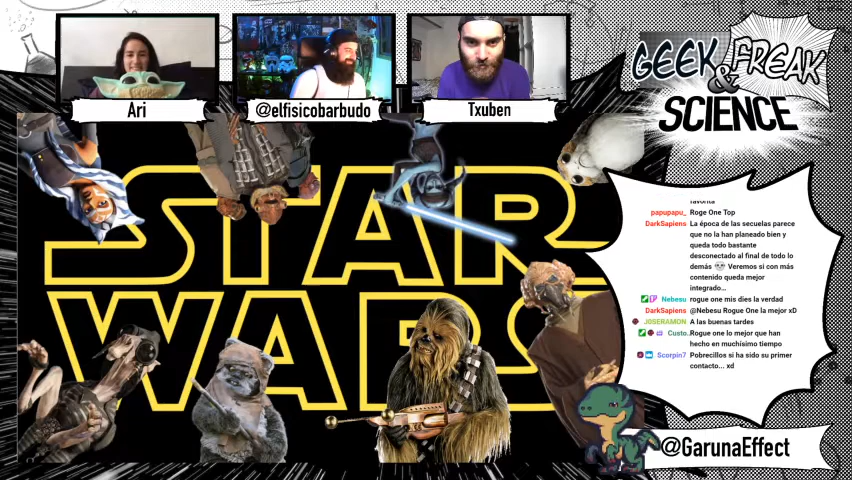 GEEK & FREAK
SCIENCE
Ari
@elfisicobarbudo
Txuben
STAR
WARS
favorita
papupapu_ Roge One Top
DarkSapiens La época de las secuelas parece
que no la han planeado bien y
queda todo bastante
desconectado al final de todo lo
demás 💀 Veremos si con más
contenido queda mejor
integrado...
Nebesu rogue one mis dies la verdad
DarkSapiens @Nebesu Rogue One la mejor xD
J0SERAMON A las buenas tardes
Custo.. Rogue one lo mejor que han
hecho en muchísimo tiempo
Scorpin7 Pobrecillos si ha sido su primer
contacto... xd
@GarunaEffect